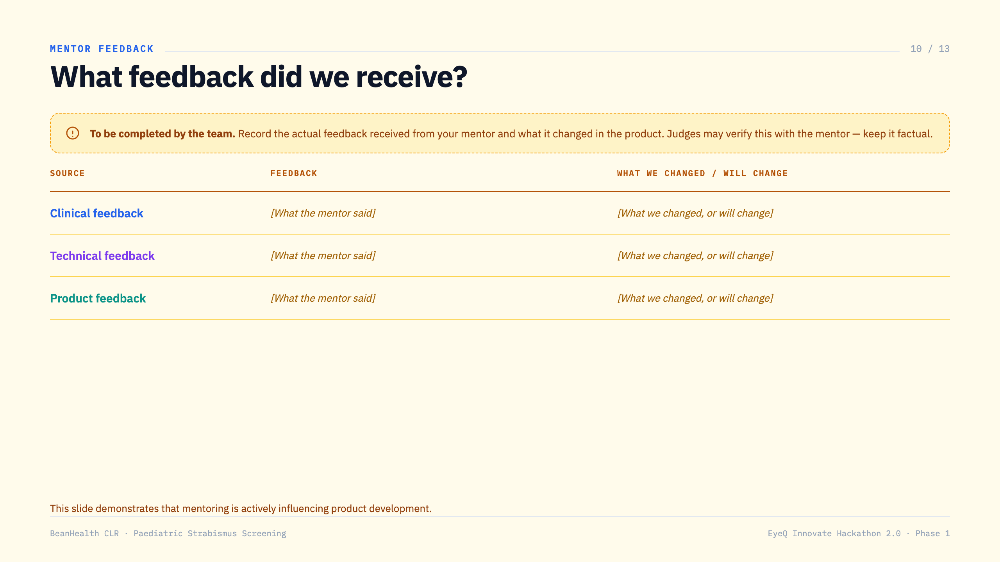 MENTOR FEEDBACK
10 / 13
What feedback did we receive?
To be completed by the team. Record the actual feedback received from your mentor and what it changed in the product. Judges may verify this with the mentor — keep it factual.
SOURCE FEEDBACK WHAT WE CHANGED / WILL CHANGE
Clinical feedback [What the mentor said] [What we changed, or will change]
Technical feedback [What the mentor said] [What we changed, or will change]
Product feedback [What the mentor said] [What we changed, or will change]
This slide demonstrates that mentoring is actively influencing product development.
BeanHealth CLR · Paediatric Strabismus Screening
EyeQ Innovate Hackathon 2.0 · Phase 1